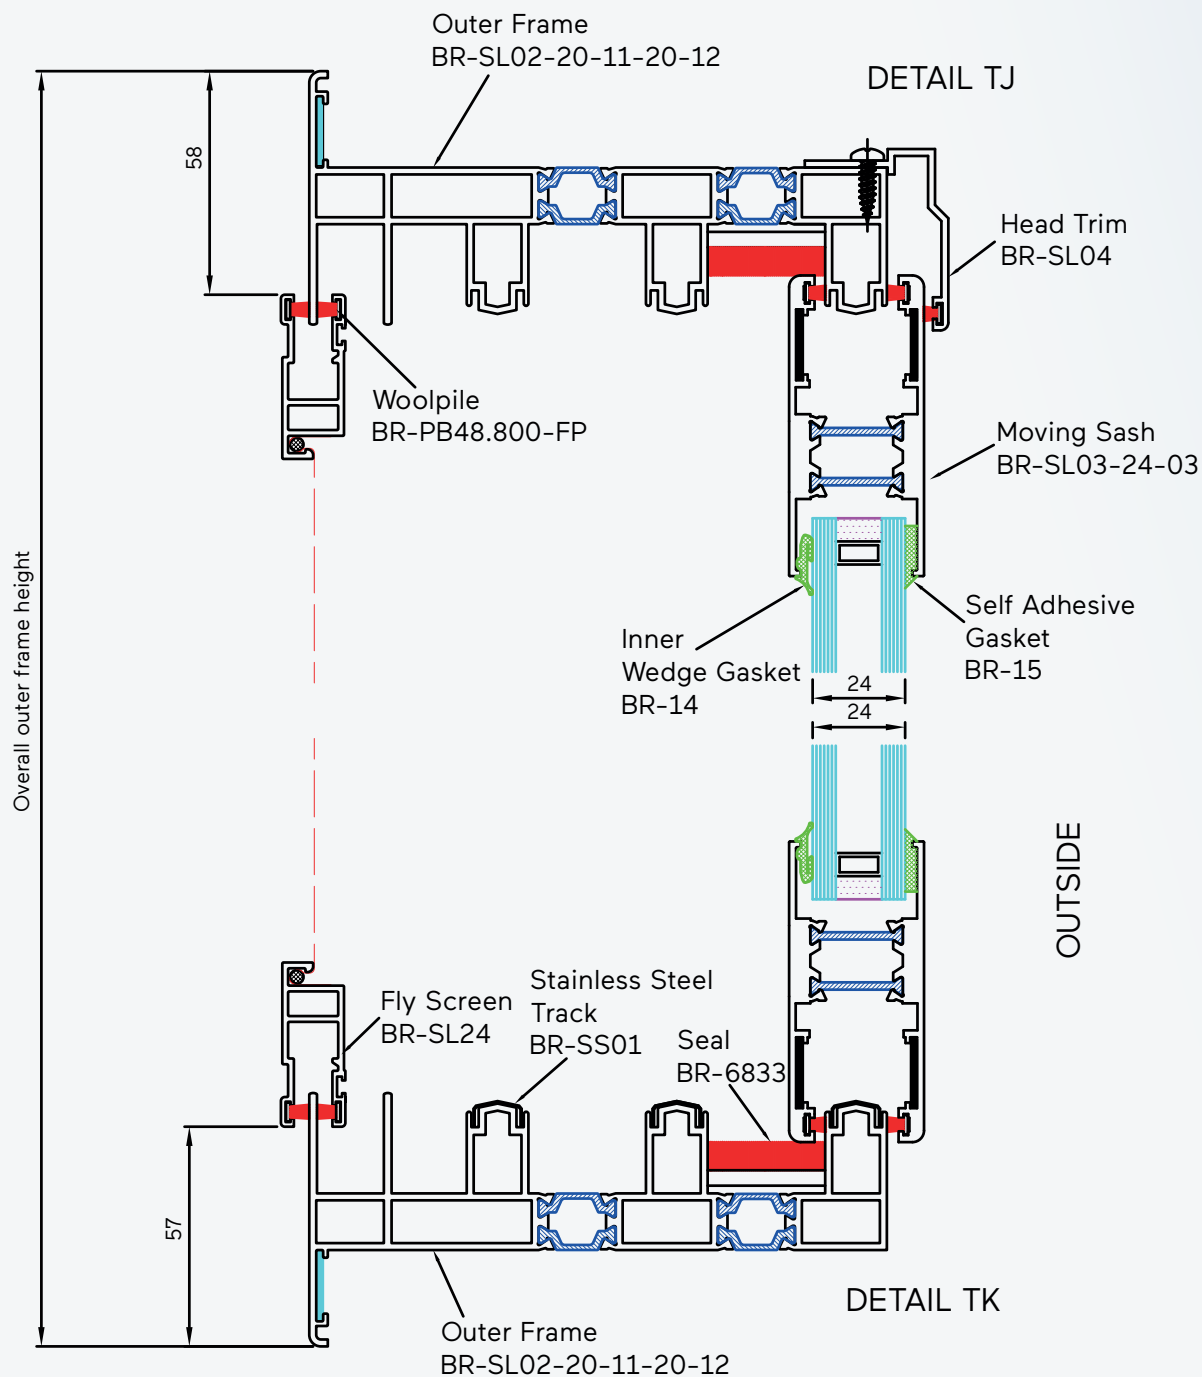 Outer Frame
BR-SL02-20-11-20-12
DETAIL TJ
58
Head Trim
BR-SL04
Woolpile
BR-PB48.800-FP
Moving Sash
BR-SL03-24-03
Overall outer frame height
Self Adhesive
Gasket
BR-15
Inner
Wedge Gasket
BR-14
24
24
OUTSIDE
Stainless Steel
Track
BR-SS01
Fly Screen
BR-SL24
Seal
BR-6833
57
DETAIL TK
Outer Frame
BR-SL02-20-11-20-12